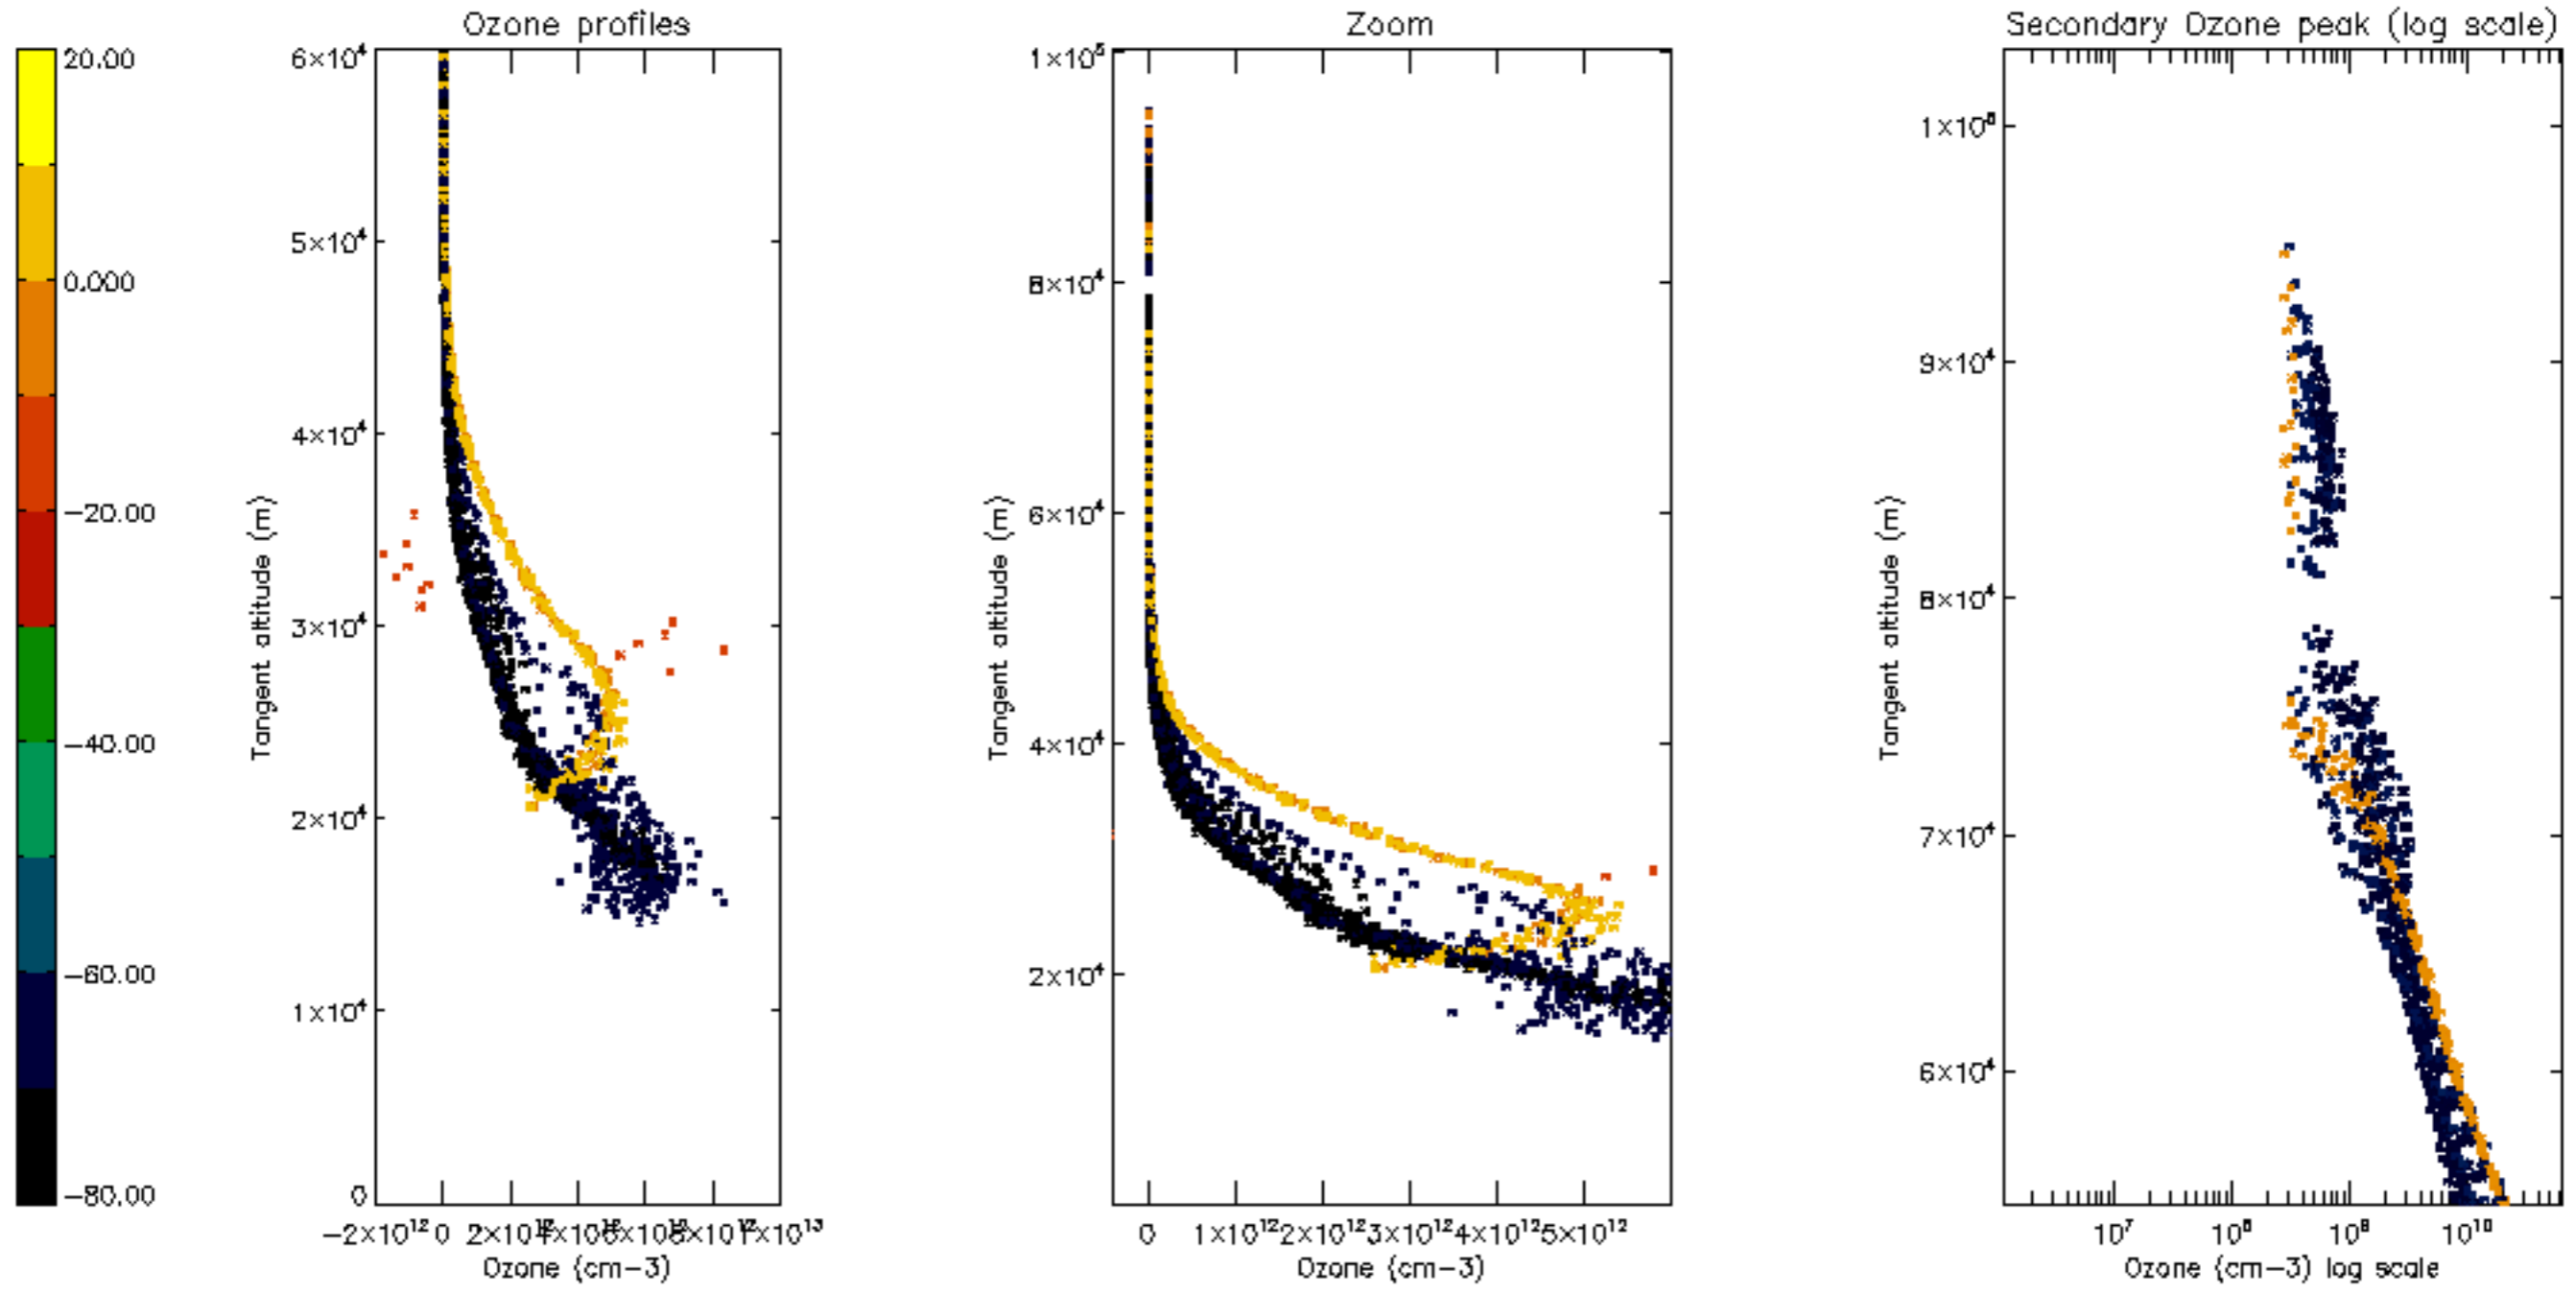 Ozone profiles
Zoom
Secondary Ozone peak (log scale)
20.00
0.000
−20.00
−40.00
−60.00
−80.00
6×10⁴
5×10⁴
4×10⁴
3×10⁴
2×10⁴
1×10⁴
0
Tangent altitude (m)
−2×10¹² 0
1×10¹³
Ozone (cm−3)
1×10⁵
8×10⁴
6×10⁴
4×10⁴
2×10⁴
Tangent altitude (m)
0 1×10¹² 2×10¹² 3×10¹² 4×10¹² 5×10¹²
Ozone (cm−3)
1×10⁵
9×10⁴
8×10⁴
7×10⁴
6×10⁴
Tangent altitude (m)
10⁷ 10⁸ 10⁹ 10¹⁰
Ozone (cm−3) log scale